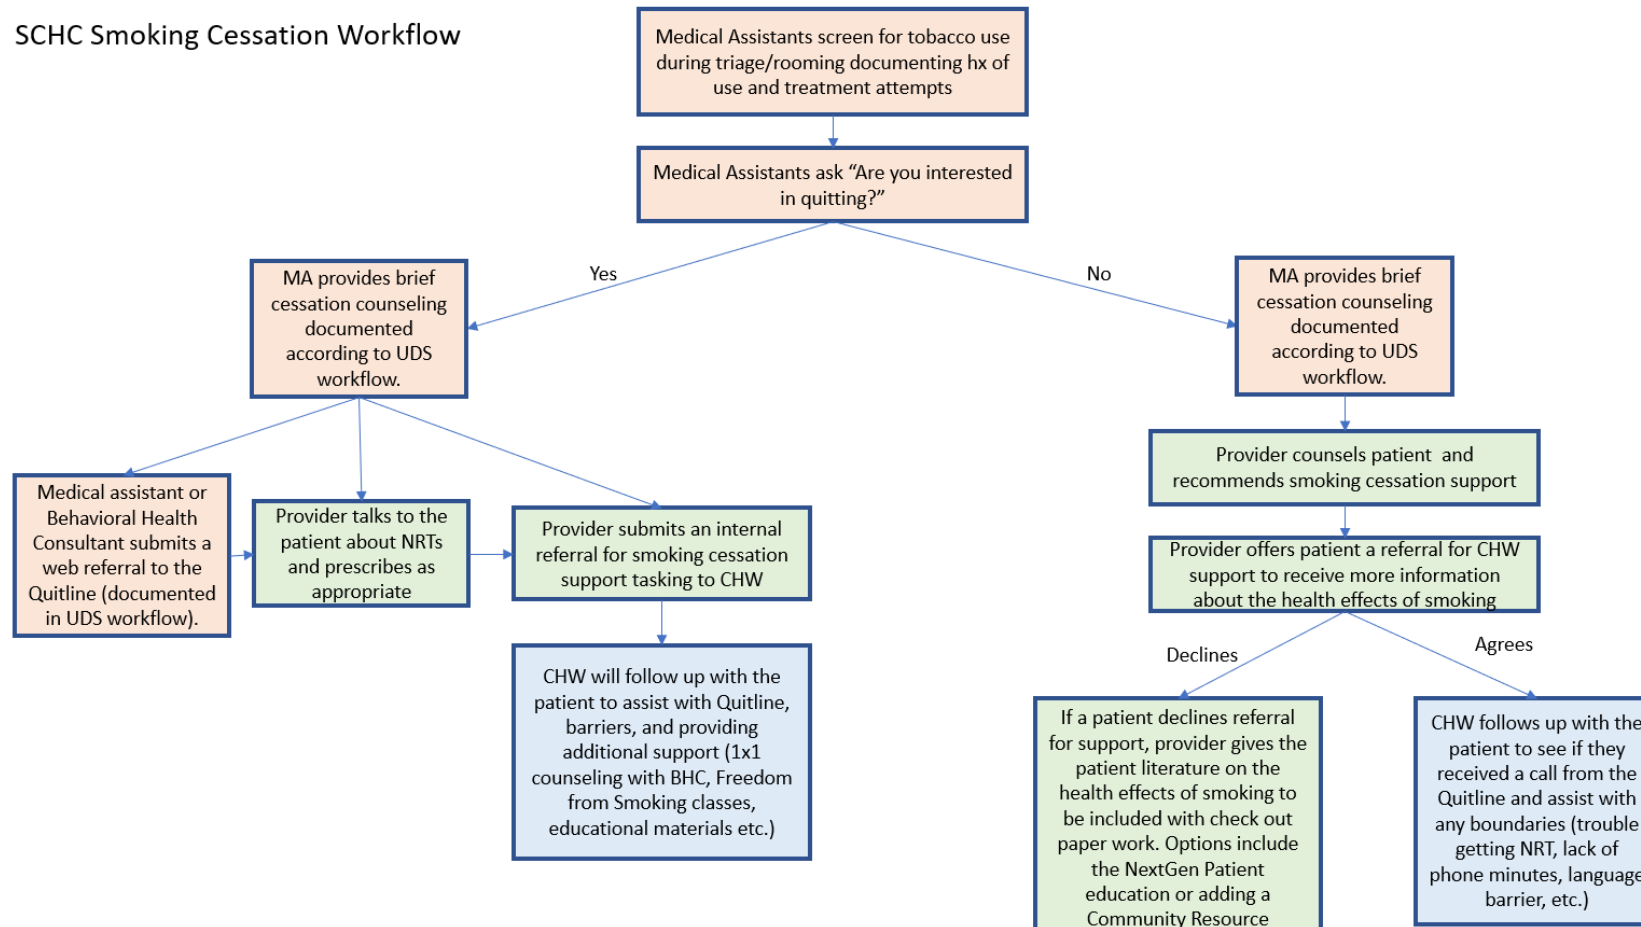 SCHC Smoking Cessation Workflow
Medical Assistants screen for tobacco use
during triage/rooming documenting hx of
use and treatment attempts
Medical Assistants ask “Are you interested
in quitting?”
Yes
No
MA provides brief
cessation counseling
documented
according to UDS
workflow.
MA provides brief
cessation counseling
documented
according to UDS
workflow.
Medical assistant or
Behavioral Health
Consultant submits a
web referral to the
Quitline (documented
in UDS workflow).
Provider talks to the
patient about NRTs
and prescribes as
appropriate
Provider submits an internal
referral for smoking cessation
support tasking to CHW
CHW will follow up with the
patient to assist with Quitline,
barriers, and providing
additional support (1x1
counseling with BHC, Freedom
from Smoking classes,
educational materials etc.)
Provider counsels patient and
recommends smoking cessation support
Provider offers patient a referral for CHW
support to receive more information
about the health effects of smoking
Declines
Agrees
If a patient declines referral
for support, provider gives the
patient literature on the
health effects of smoking to
be included with check out
paper work. Options include
the NextGen Patient
education or adding a
Community Resource
CHW follows up with the
patient to see if they
received a call from the
Quitline and assist with
any boundaries (trouble
getting NRT, lack of
phone minutes, language
barrier, etc.)